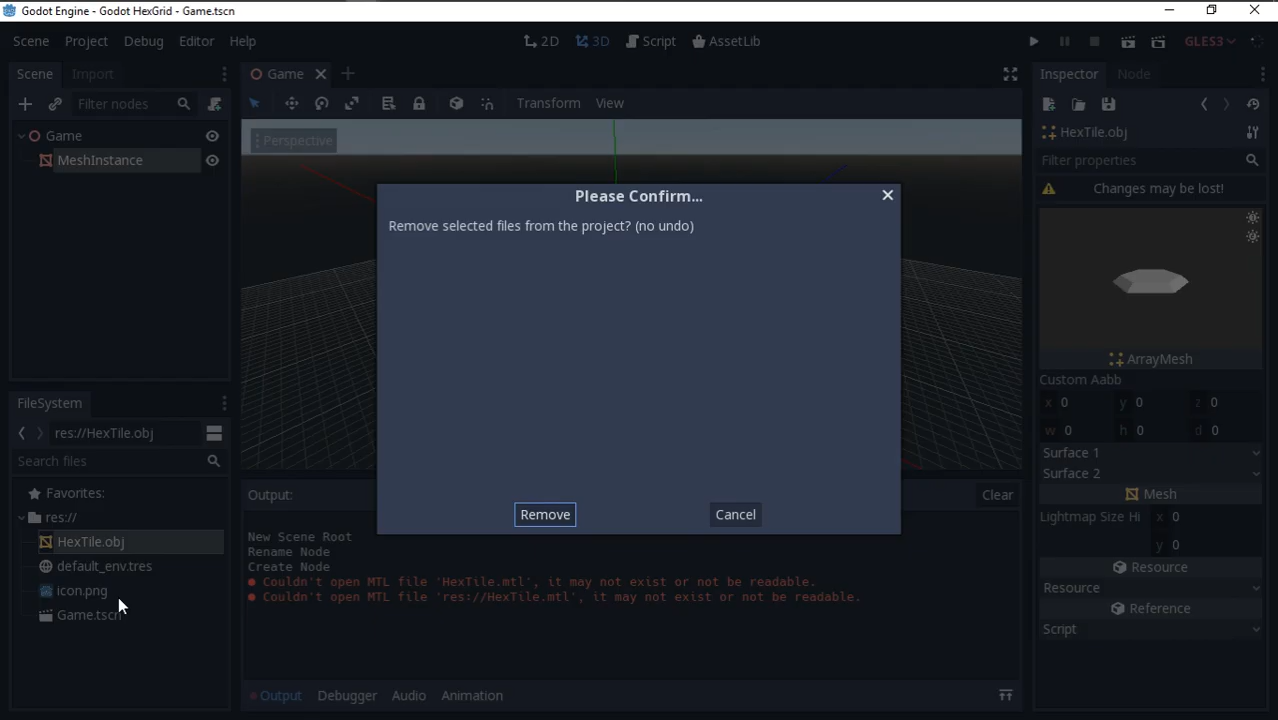 Godot Engine - Godot HexGrid - Game.tscn
Scene Project Debug Editor Help
2D 3D Script AssetLib
GLES3
Scene Import
Game
Inspector Node
Filter nodes
Transform View
HexTile.obj
Game
Perspective
Filter properties
MeshInstance
Changes may be lost!
Please Confirm...
Remove selected files from the project? (no undo)
Remove Cancel
ArrayMesh
Custom Aabb
x 0 y 0 z 0
w 0 h 0 d 0
Surface 1
Surface 2
Mesh
Lightmap Size Hi x 0
y 0
Resource
Resource
Reference
Script
FileSystem
res://HexTile.obj
Search files
Favorites:
res://
HexTile.obj
default_env.tres
icon.png
Game.tscn
Output:
Clear
New Scene Root
Rename Node
Create Node
Couldn't open MTL file 'HexTile.mtl', it may not exist or not be readable.
Couldn't open MTL file 'res://HexTile.mtl', it may not exist or not be readable.
Output Debugger Audio Animation